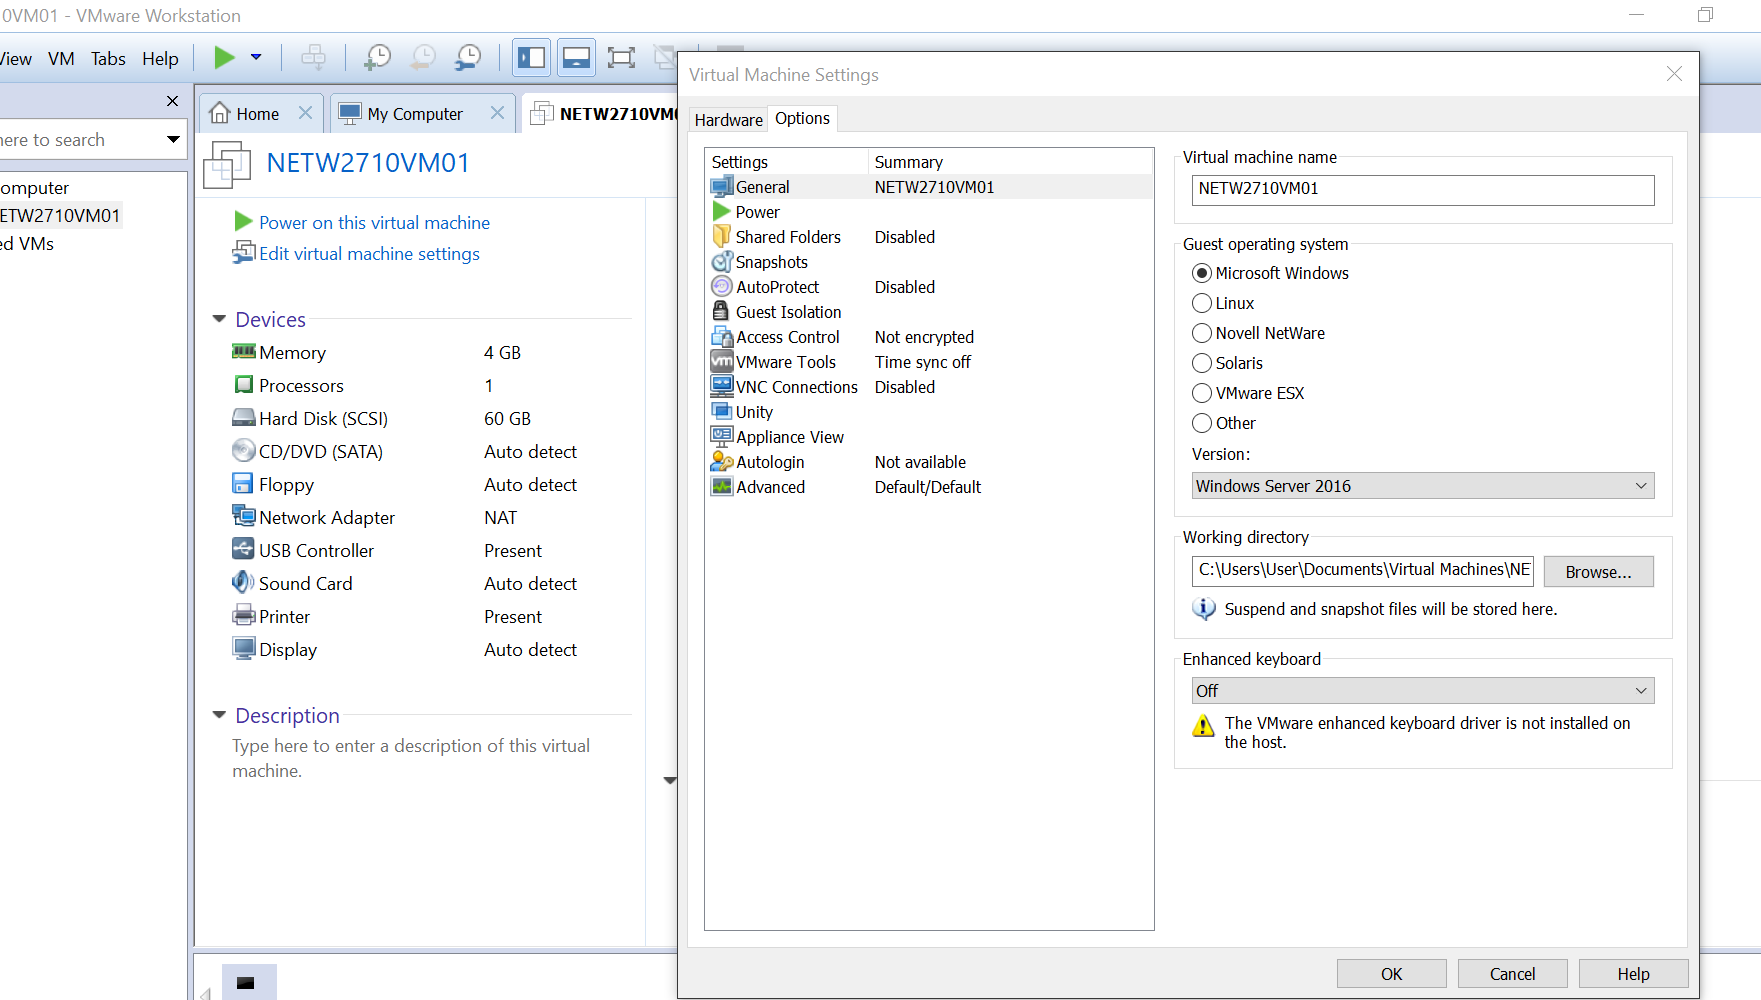 0VM01 - VMware Workstation
View VM Tabs Help
here to search
omputer
ETW2710VM01
ed VMs
Home
My Computer
NETW2710VM0
NETW2710VM01
Power on this virtual machine
Edit virtual machine settings
Devices
Memory 4 GB
Processors 1
Hard Disk (SCSI) 60 GB
CD/DVD (SATA) Auto detect
Floppy Auto detect
Network Adapter NAT
USB Controller Present
Sound Card Auto detect
Printer Present
Display Auto detect
Description
Type here to enter a description of this virtual
machine.
Virtual Machine Settings
Hardware Options
Settings Summary
General NETW2710VM01
Power
Shared Folders Disabled
Snapshots
AutoProtect Disabled
Guest Isolation
Access Control Not encrypted
vm VMware Tools Time sync off
VNC Connections Disabled
Unity
Appliance View
Autologin Not available
Advanced Default/Default
Virtual machine name
NETW2710VM01
Guest operating system
Microsoft Windows
Linux
Novell NetWare
Solaris
VMware ESX
Other
Version:
Windows Server 2016
Working directory
C:\Users\User\Documents\Virtual Machines\NE
Browse...
Suspend and snapshot files will be stored here.
Enhanced keyboard
Off
The VMware enhanced keyboard driver is not installed on
the host.
OK Cancel Help